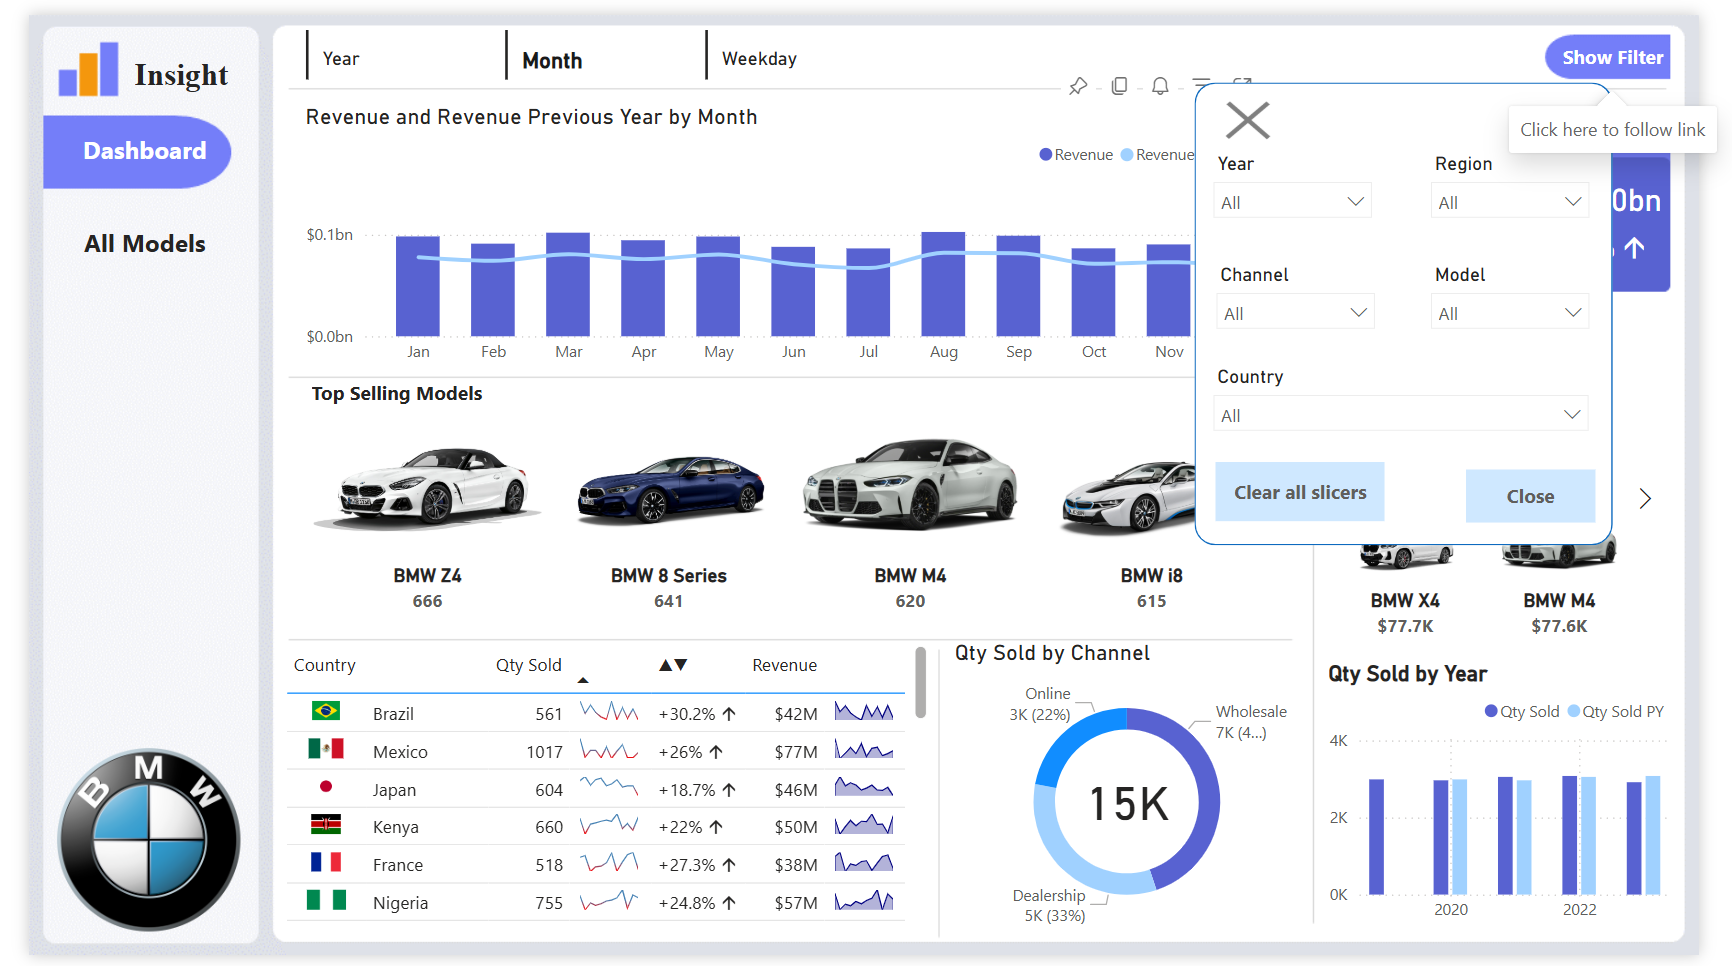 Insight
Dashboard
All Models
BMW
Year
Month
Weekday
Show Filter
Click here to follow link
Revenue and Revenue Previous Year by Month
Revenue
Revenue
$0.1bn
$0.0bn
Jan
Feb
Mar
Apr
May
Jun
Jul
Aug
Sep
Oct
Nov
Year
All
Region
All
Channel
All
Model
All
Country
All
Clear all slicers
Close
0bn
Top Selling Models
BMW Z4
666
BMW 8 Series
641
BMW M4
620
BMW i8
615
BMW X4
$77.7K
BMW M4
$77.6K
Country Qty Sold ▲▼ Revenue
Brazil 561 +30.2% ↑ $42M
Mexico 1017 +26% ↑ $77M
Japan 604 +18.7% ↑ $46M
Kenya 660 +22% ↑ $50M
France 518 +27.3% ↑ $38M
Nigeria 755 +24.8% ↑ $57M
Qty Sold by Channel
Online
3K (22%)
Wholesale
7K (4...)
15K
Dealership
5K (33%)
Qty Sold by Year
Qty Sold
Qty Sold PY
4K
2K
0K
2020
2022